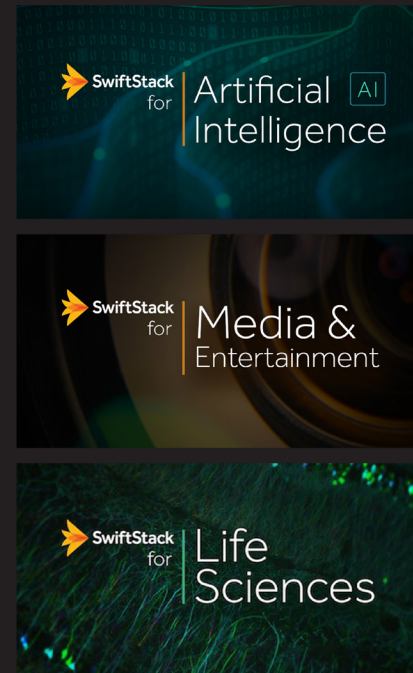 SwiftStack
for
Artificial AI
Intelligence
SwiftStack
for
Media &
Entertainment
SwiftStack
for
Life
Sciences